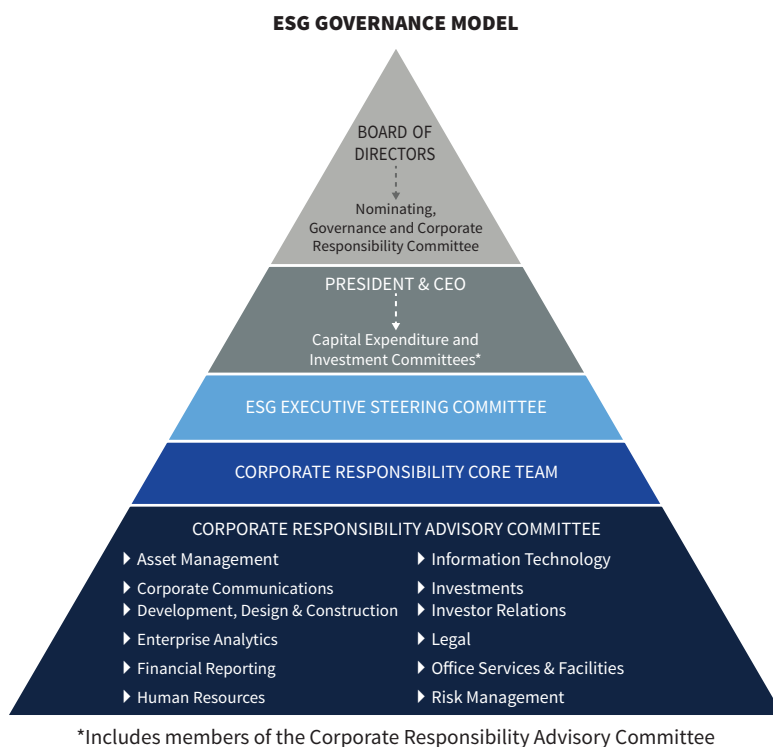 ESG GOVERNANCE MODEL
BOARD OF
DIRECTORS
Nominating,
Governance and Corporate
Responsibility Committee
PRESIDENT & CEO
Capital Expenditure and
Investment Committees*
ESG EXECUTIVE STEERING COMMITTEE
CORPORATE RESPONSIBILITY CORE TEAM
CORPORATE RESPONSIBILITY ADVISORY COMMITTEE
Asset Management
Corporate Communications
Development, Design & Construction
Enterprise Analytics
Financial Reporting
Human Resources
Information Technology
Investments
Investor Relations
Legal
Office Services & Facilities
Risk Management
*Includes members of the Corporate Responsibility Advisory Committee